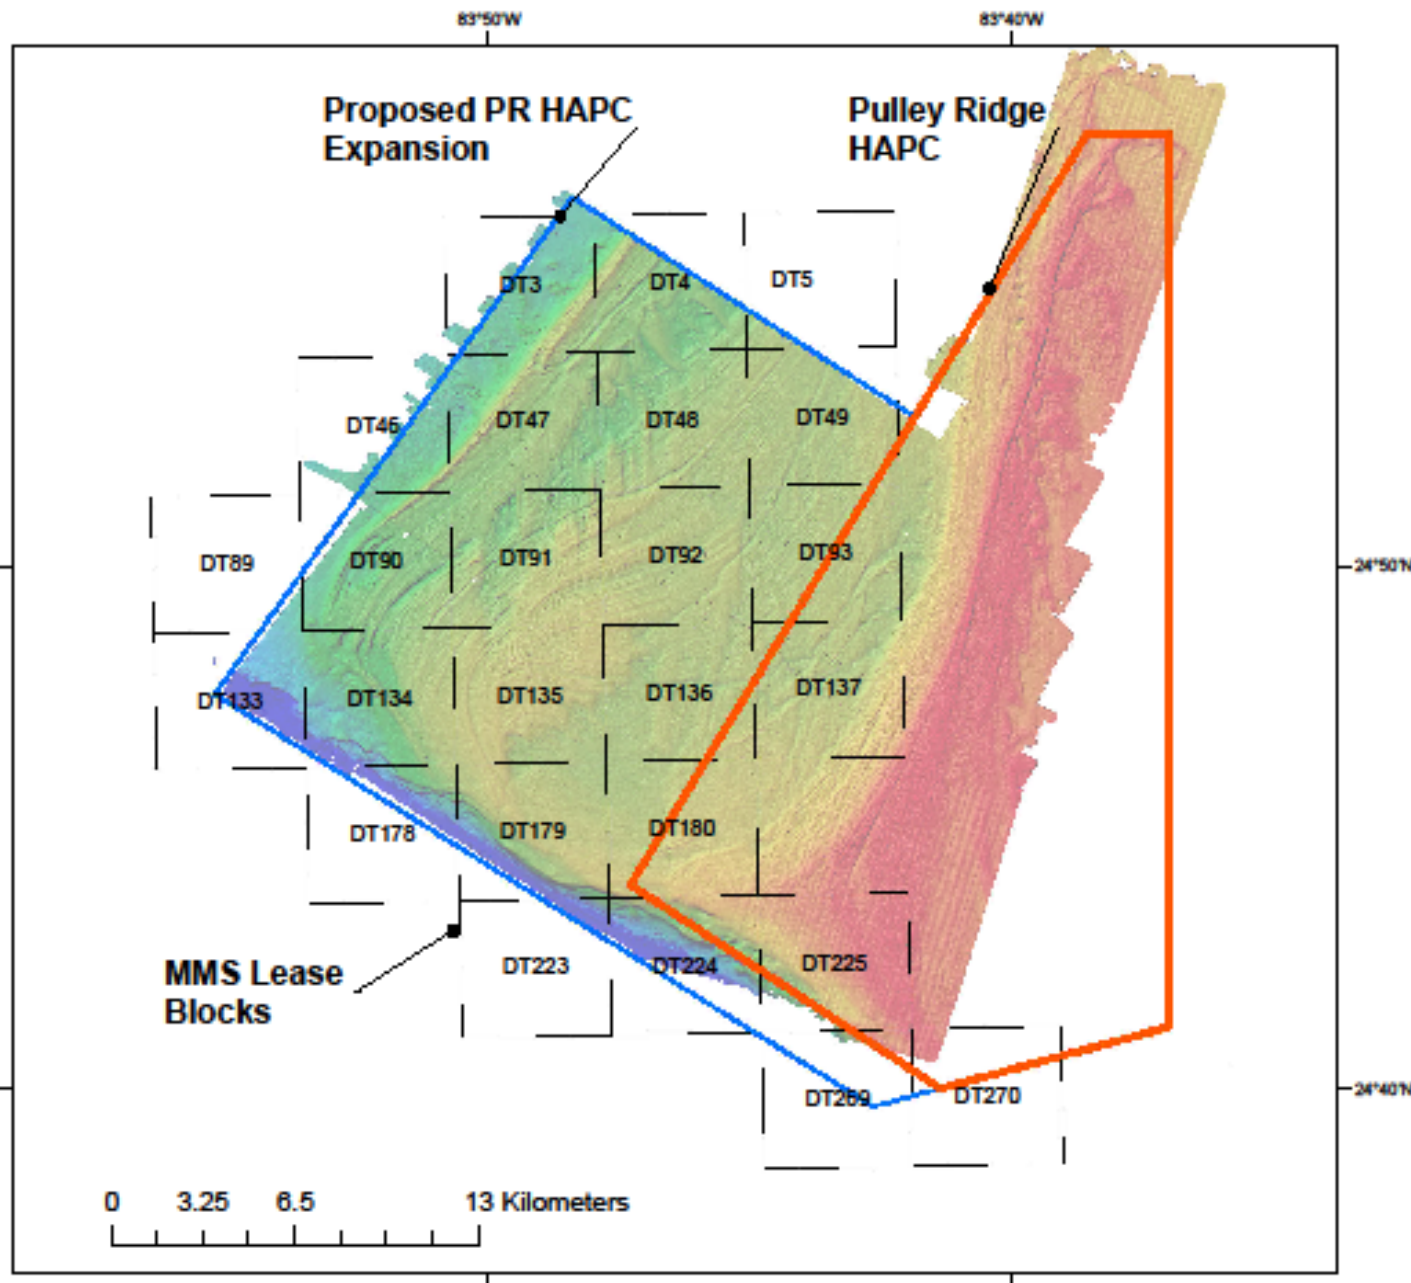 83°50'W
83°40'W
Proposed PR HAPC
Expansion
Pulley Ridge
HAPC
DT3
DT4
DT5
DT46
DT47
DT48
DT49
DT89
DT90
DT91
DT92
DT93
24°50'N
DT133
DT134
DT135
DT136
DT137
DT178
DT179
DT180
MMS Lease
Blocks
DT223
DT224
DT225
DT269
DT270
24°40'N
0 3.25 6.5 13 Kilometers